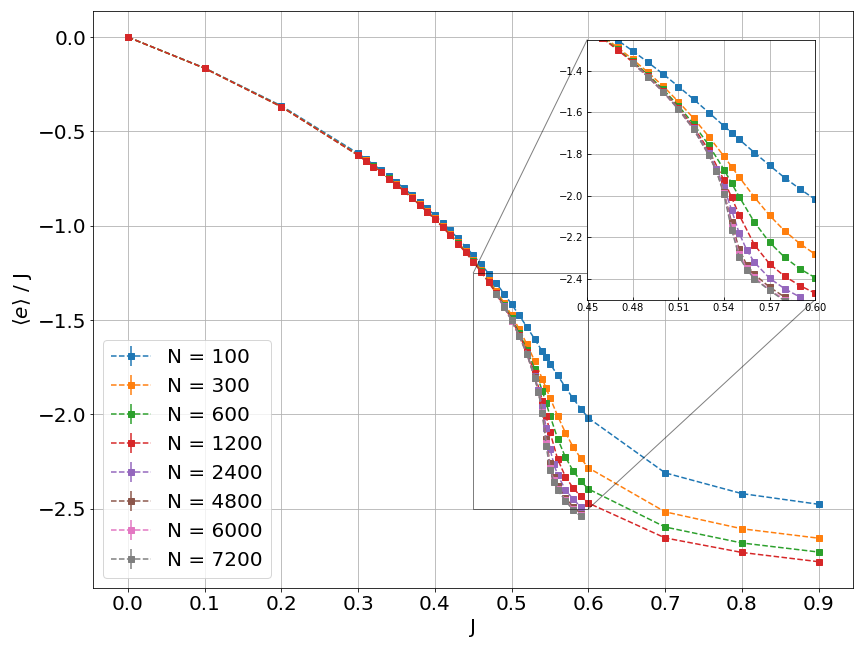 0.0
−0.5
−1.0
−1.5
−2.0
−2.5
⟨e⟩ / J
−1.4
−1.6
−1.8
−2.0
−2.2
−2.4
0.45 0.48 0.51 0.54 0.57 0.60
N = 100
N = 300
N = 600
N = 1200
N = 2400
N = 4800
N = 6000
N = 7200
0.0 0.1 0.2 0.3 0.4 0.5 0.6 0.7 0.8 0.9
J